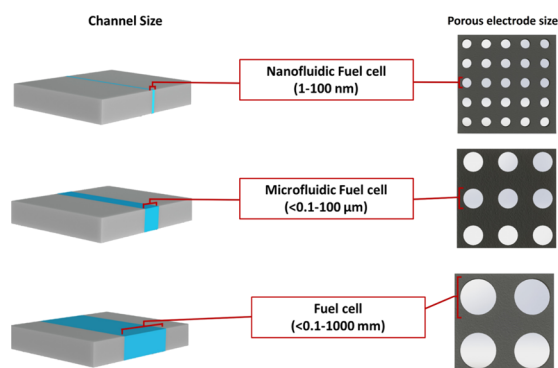 Channel Size
Porous electrode size
Nanofluidic Fuel cell
(1-100 nm)
Microfluidic Fuel cell
(<0.1-100 µm)
Fuel cell
(<0.1-1000 mm)